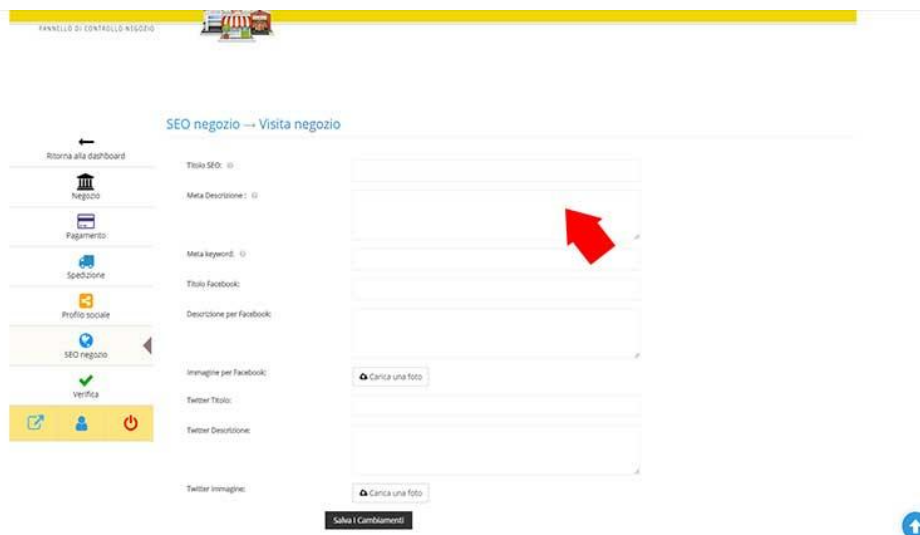 PANNELLO DI CONTROLLO NEGOZIO
SEO negozio → Visita negozio
Ritorna alla dashboard
Negozio
Pagamento
Spedizione
Profilo sociale
SEO negozio
Verifica
Titolo SEO:
Meta Descrizione :
Meta keyword:
Titolo Facebook:
Descrizione per Facebook:
Immagine per Facebook:
Carica una foto
Twitter Titolo:
Twitter Descrizione:
Twitter Immagine:
Carica una foto
Salva I Cambiamenti